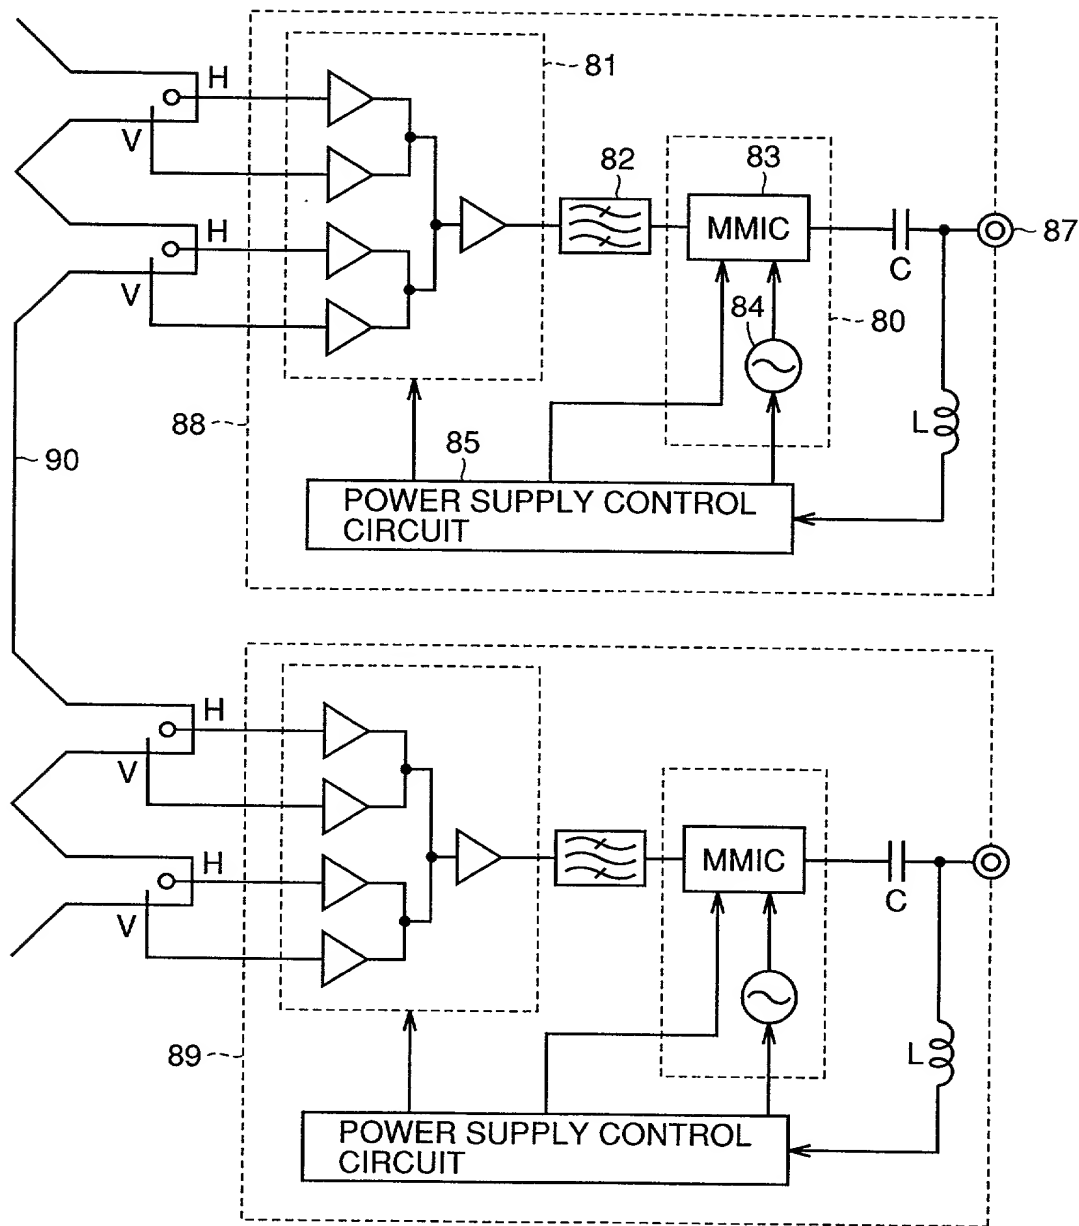 H
81
V
82
83
MMIC
H
87
C
V
84
80
88
L
85
90
POWER SUPPLY CONTROL
CIRCUIT
H
V
MMIC
H
C
V
89
L
POWER SUPPLY CONTROL
CIRCUIT